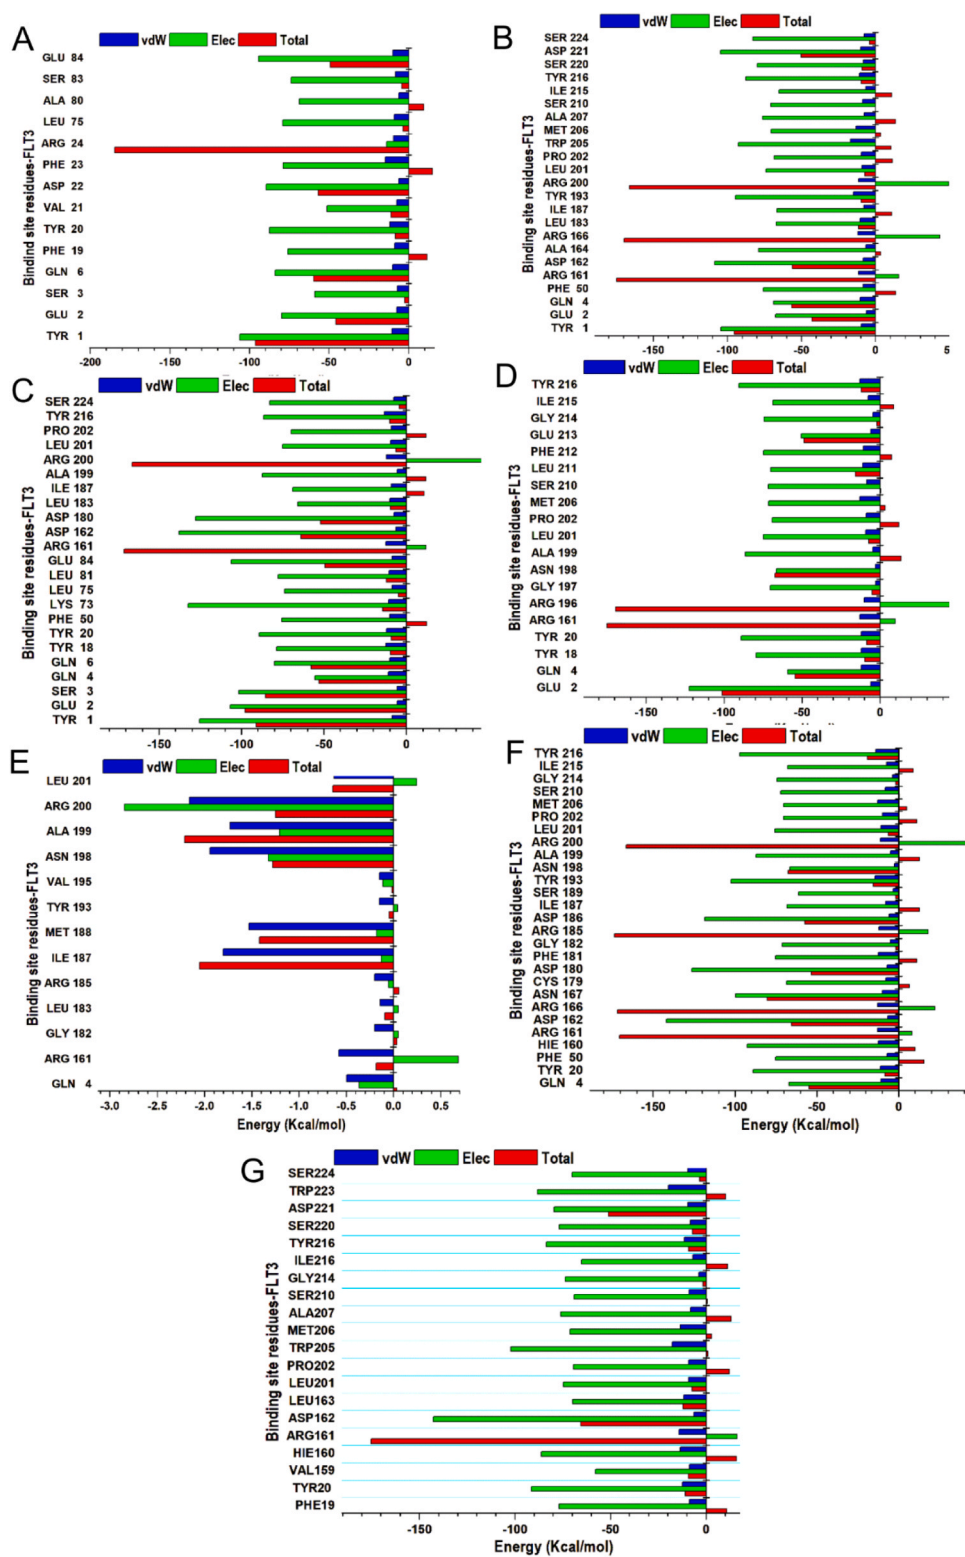 A
vdW Elec Total
GLU 84
SER 83
ALA 80
LEU 75
ARG 24
PHE 23
ASP 22
VAL 21
TYR 20
PHE 19
GLN 6
SER 3
GLU 2
TYR 1
Bindind site residues-FLT3
-200 -150 -100 -50 0
B
vdW Elec Total
SER 224
ASP 221
SER 220
TYR 216
ILE 215
SER 210
ALA 207
MET 206
TRP 205
PRO 202
LEU 201
ARG 200
TYR 193
ILE 187
LEU 183
ARG 166
ALA 164
ASP 162
ARG 161
PHE 50
GLN 4
GLU 2
TYR 1
Binding site residues-FLT3
-150 -100 -50 0 5
C
vdW Elec Total
SER 224
TYR 216
PRO 202
LEU 201
ARG 200
ALA 199
ILE 187
LEU 183
ASP 180
ASP 162
ARG 161
GLU 84
LEU 81
LEU 75
LYS 73
PHE 50
TYR 20
TYR 18
GLN 6
GLN 4
SER 3
GLU 2
TYR 1
Binding site residues-FLT3
-150 -100 -50 0
D
vdW Elec Total
TYR 216
ILE 215
GLY 214
GLU 213
PHE 212
LEU 211
SER 210
MET 206
PRO 202
LEU 201
ALA 199
ASN 198
GLY 197
ARG 196
ARG 161
TYR 20
TYR 18
GLN 4
GLU 2
Binding site residues-FLT3
-150 -100 -50 0
E
vdW Elec Total
LEU 201
ARG 200
ALA 199
ASN 198
VAL 195
TYR 193
MET 188
ILE 187
ARG 185
LEU 183
GLY 182
ARG 161
GLN 4
Binding site residues-FLT3
-3.0 -2.5 -2.0 -1.5 -1.0 -0.5 0.0 0.5
Energy (Kcal/mol)
F
vdW Elec Total
TYR 216
ILE 215
GLY 214
SER 210
MET 206
PRO 202
LEU 201
ARG 200
ALA 199
ASN 198
TYR 193
SER 189
ILE 187
ASP 186
ARG 185
GLY 182
PHE 181
ASP 180
CYS 179
ASN 167
ARG 166
ASP 162
ARG 161
HIE 160
PHE 50
TYR 20
GLN 4
Binding site residues-FLT3
-150 -100 -50 0
Energy (Kcal/mol)
G
vdW Elec Total
SER224
TRP223
ASP221
SER220
TYR216
ILE216
GLY214
SER210
ALA207
MET206
TRP205
PRO202
LEU201
LEU163
ASP162
ARG161
HIE160
VAL159
TYR20
PHE19
Binding site residues-FLT3
-150 -100 -50 0
Energy (Kcal/mol)